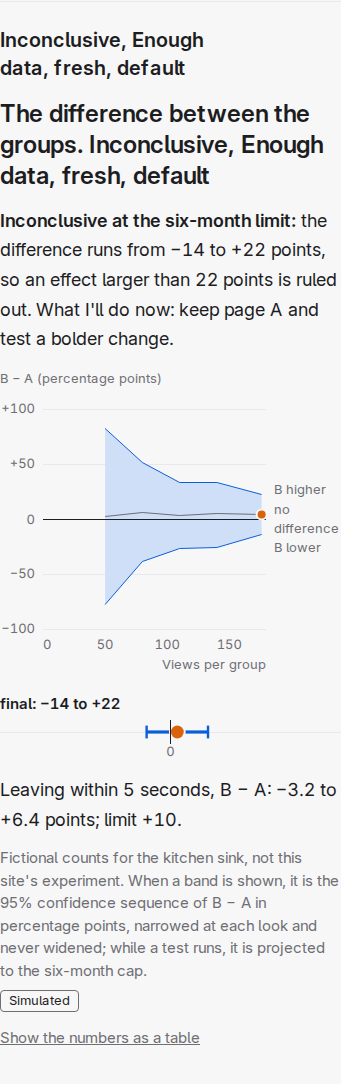 Inconclusive, Enough
data, fresh, default
The difference between the
groups. Inconclusive, Enough
data, fresh, default
Inconclusive at the six-month limit: the
difference runs from −14 to +22 points,
so an effect larger than 22 points is ruled
out. What I'll do now: keep page A and
test a bolder change.
B − A (percentage points)
+100
+50
0
−50
−100
B higher
no
difference
B lower
0 50 100 150
Views per group
final: −14 to +22
0
Leaving within 5 seconds, B − A: −3.2 to
+6.4 points; limit +10.
Fictional counts for the kitchen sink, not this
site's experiment. When a band is shown, it is the
95% confidence sequence of B − A in
percentage points, narrowed at each look and
never widened; while a test runs, it is projected
to the six-month cap.
Simulated
Show the numbers as a table